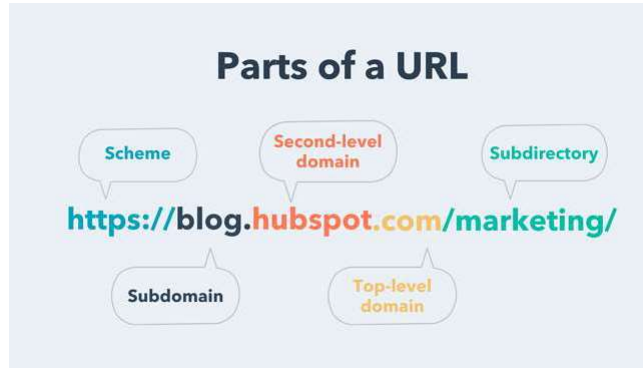 Parts of a URL
Scheme
Second-level
domain
Subdirectory
https://blog.hubspot.com/marketing/
Subdomain
Top-level
domain